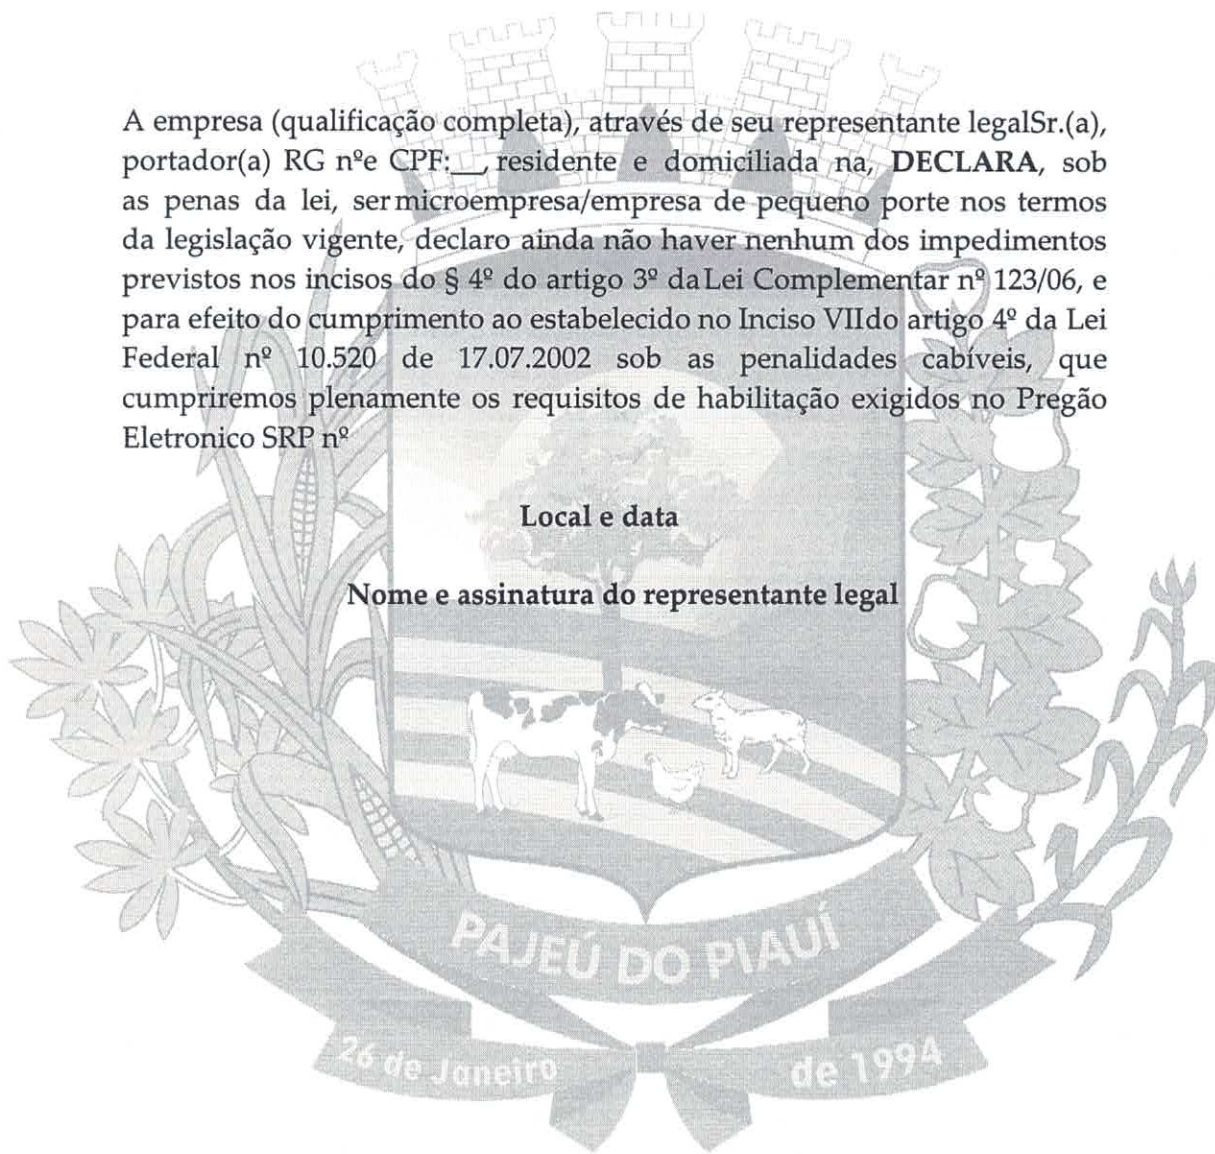 A empresa (qualificação completa), através de seu representante legalSr.(a),
portador(a) RG nºe CPF:__, residente e domiciliada na, DECLARA, sob
as penas da lei, sermicroempresa/empresa de pequeno porte nos termos
da legislação vigente, declaro ainda não haver nenhum dos impedimentos
previstos nos incisos do § 4º do artigo 3º daLei Complementar nº 123/06, e
para efeito do cumprimento ao estabelecido no Inciso VIIdo artigo 4º da Lei
Federal nº 10.520 de 17.07.2002 sob as penalidades cabíveis, que
cumpriremos plenamente os requisitos de habilitação exigidos no Pregão
Eletronico SRP nº
Local e data
Nome e assinatura do representante legal
PAJEÚ DO PIAUÍ
26 de Janeiro de 1994